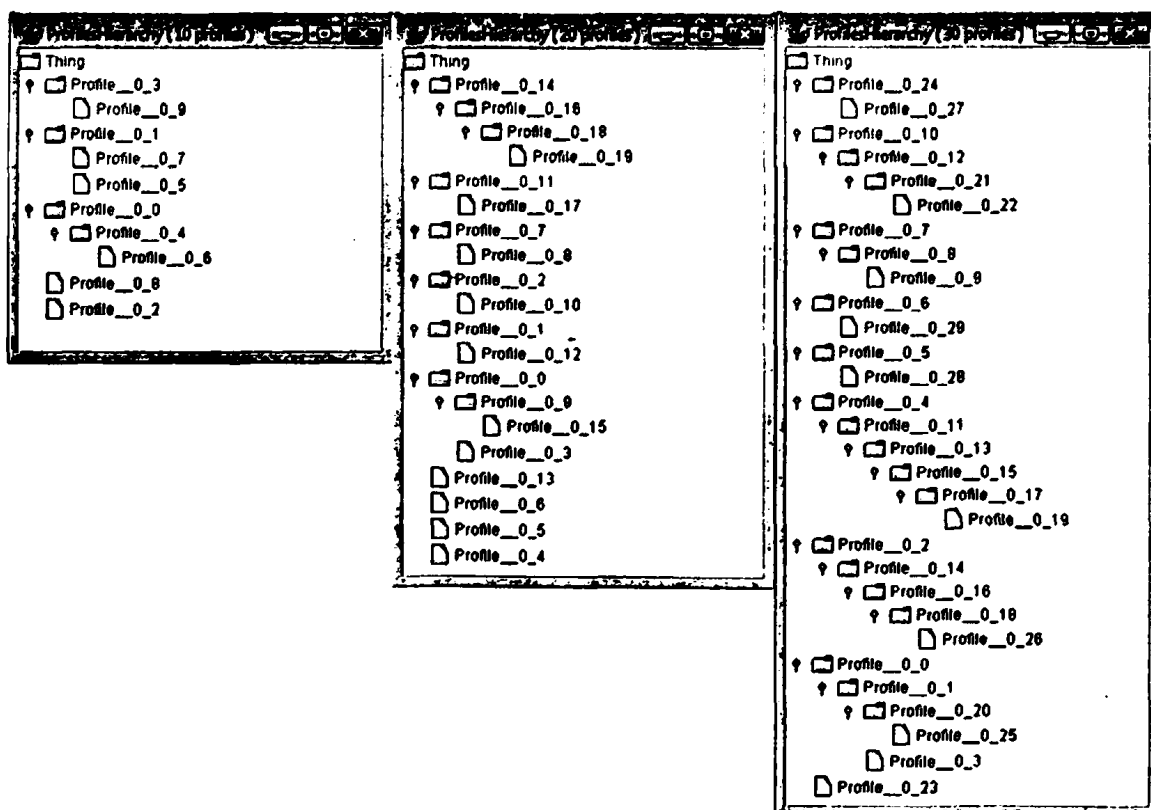 ProfilesHierarchy (10 profiles)
Thing
Profile__0_3
Profile__0_9
Profile__0_1
Profile__0_7
Profile__0_5
Profile__0_0
Profile__0_4
Profile__0_6
Profile__0_8
Profile__0_2
ProfilesHierarchy (20 profiles)
Thing
Profile__0_14
Profile__0_16
Profile__0_18
Profile__0_19
Profile__0_11
Profile__0_17
Profile__0_7
Profile__0_8
Profile__0_2
Profile__0_10
Profile__0_1
Profile__0_12
Profile__0_0
Profile__0_9
Profile__0_15
Profile__0_3
Profile__0_13
Profile__0_6
Profile__0_5
Profile__0_4
ProfilesHierarchy (30 profiles)
Thing
Profile__0_24
Profile__0_27
Profile__0_10
Profile__0_12
Profile__0_21
Profile__0_22
Profile__0_7
Profile__0_8
Profile__0_9
Profile__0_6
Profile__0_29
Profile__0_5
Profile__0_28
Profile__0_4
Profile__0_11
Profile__0_13
Profile__0_15
Profile__0_17
Profile__0_19
Profile__0_2
Profile__0_14
Profile__0_16
Profile__0_18
Profile__0_26
Profile__0_0
Profile__0_1
Profile__0_20
Profile__0_25
Profile__0_3
Profile__0_23